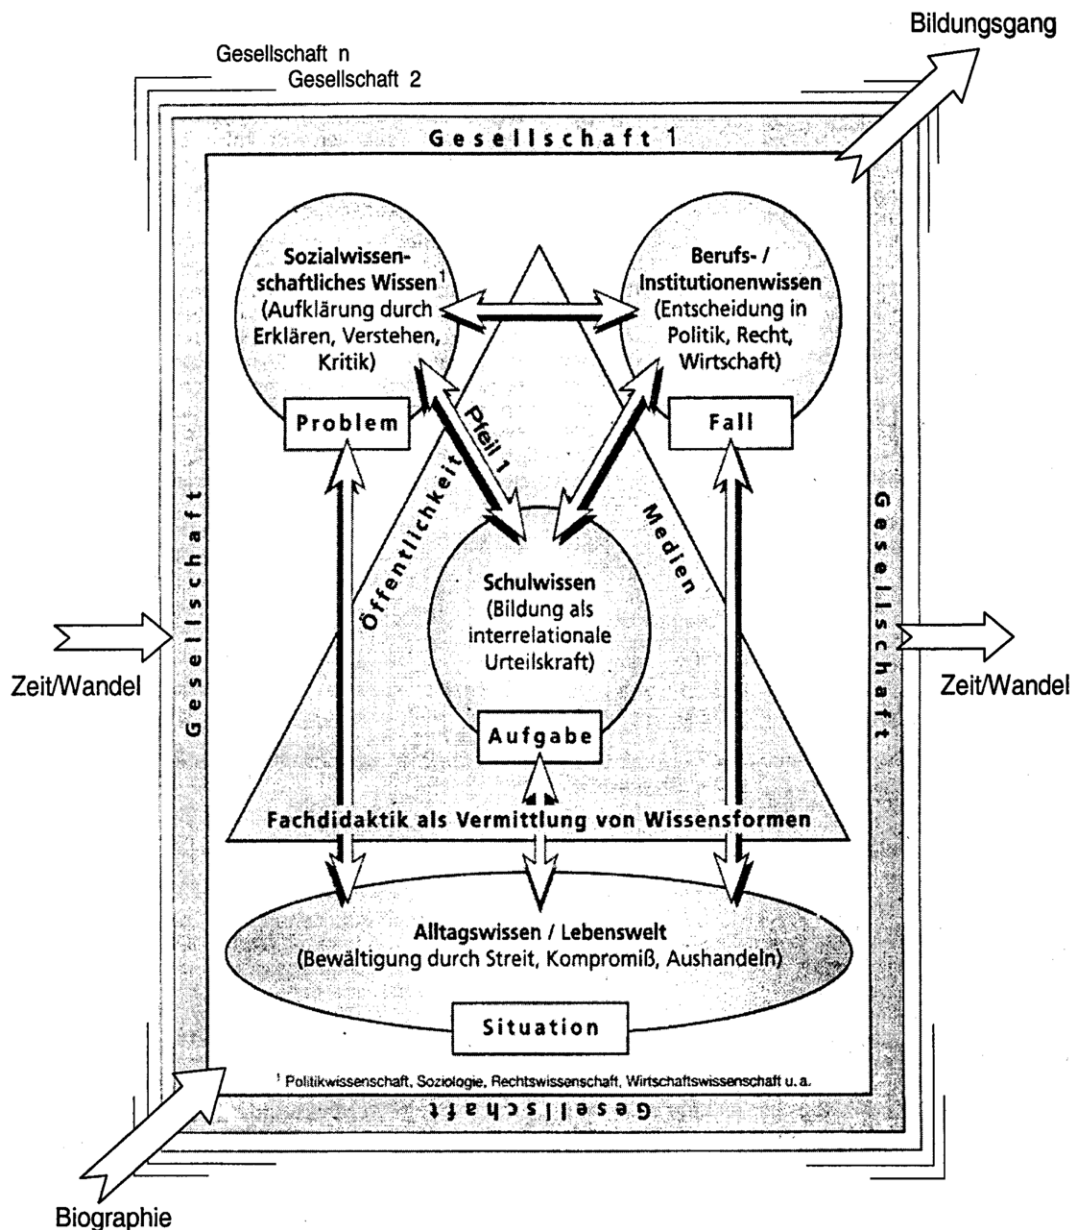 Bildungsgang
Gesellschaft n
Gesellschaft 2
Gesellschaft 1
Sozialwissen-
schaftliches Wissen¹
(Aufklärung durch
Erklären, Verstehen,
Kritik)
Problem
Berufs- /
Institutionenwissen
(Entscheidung in
Politik, Recht,
Wirtschaft)
Fall
Pfeil 1
Öffentlichkeit
Medien
Gesellschaft
Gesellschaft
Schulwissen
(Bildung als
interrelationale
Urteilskraft)
Aufgabe
Zeit/Wandel
Zeit/Wandel
Fachdidaktik als Vermittlung von Wissensformen
Alltagswissen / Lebenswelt
(Bewältigung durch Streit, Kompromiß, Aushandeln)
Situation
¹ Politikwissenschaft, Soziologie, Rechtswissenschaft, Wirtschaftswissenschaft u. a.
Gesellschaft
Biographie